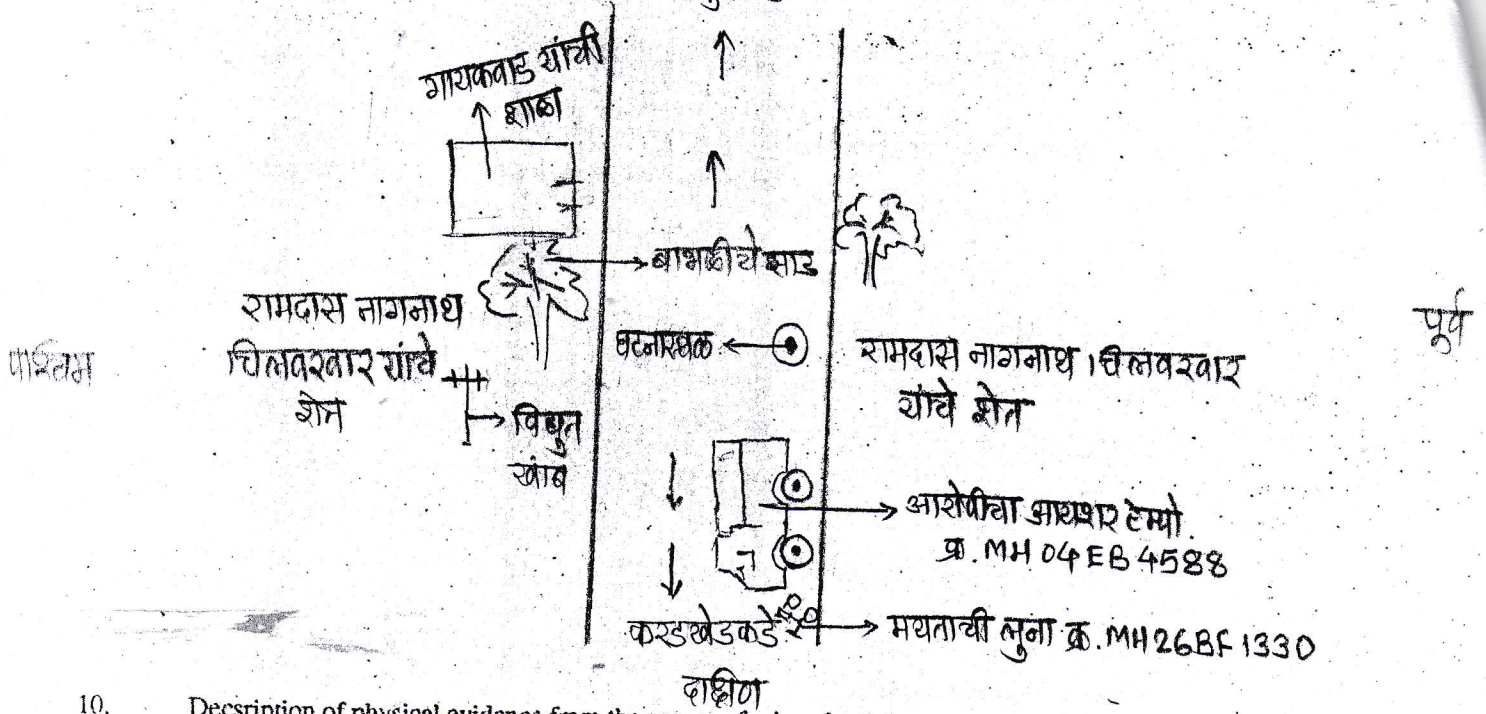 गायकवाड यांची
शाळा
बाभळीचे झाड
रामदास नागनाथ
चिलवरवार यांचे
शेत
पश्चिम
घटनास्थळ
रामदास नागनाथ चिलवरवार
यांचे शेत
पूर्व
विद्युत
खांब
आरोपीचा आयशर टेम्पो.
क्र. MH 04 EB 4588
करडखेडकडे
मयताची लुना क्र. MH 26 BF 1330
दक्षिण
10. Decsription of physical evidence from the